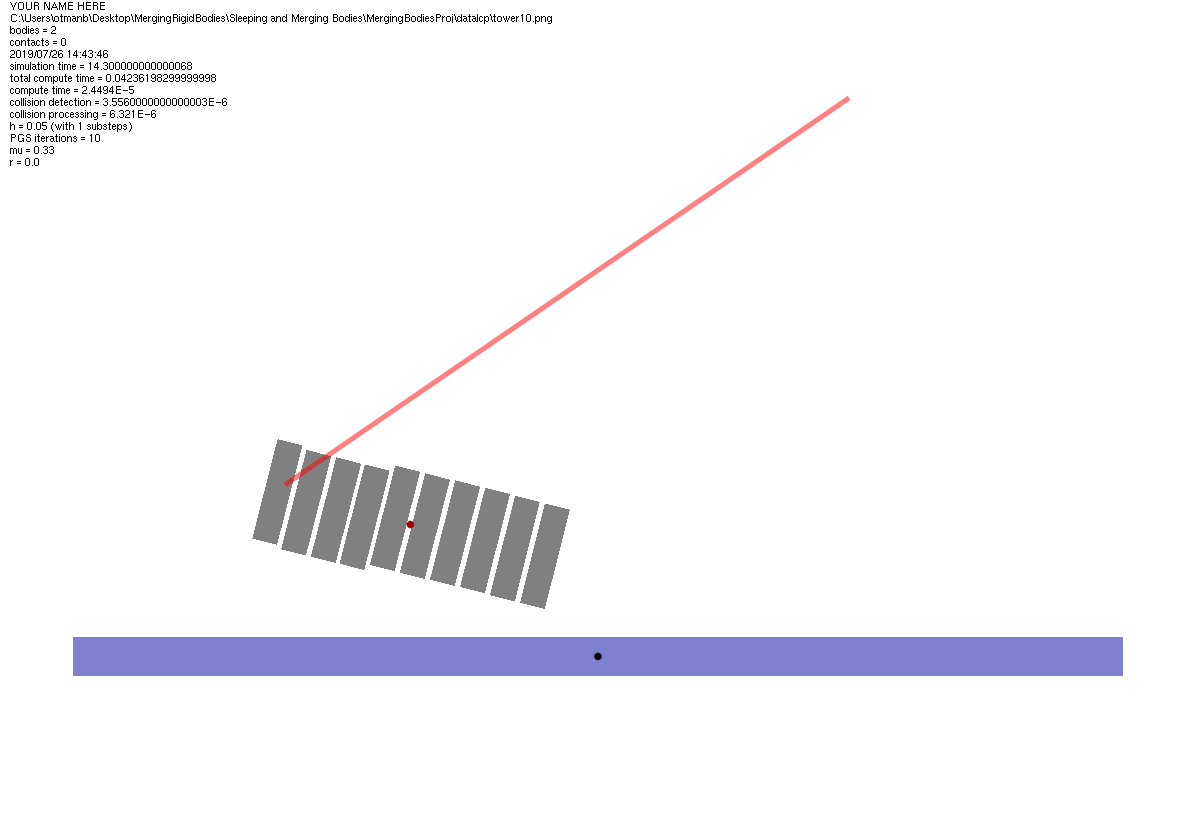 YOUR NAME HERE
C:\Users\otmanb\Desktop\MergingRigidBodies\Sleeping and Merging Bodies\MergingBodiesProj\datalcp\tower10.png
bodies = 2
contacts = 0
2019/07/26 14:43:46
simulation time = 14.300000000000068
total compute time = 0.04236198299999998
compute time = 2.4494E-5
collision detection = 3.5560000000000003E-6
collision processing = 6.321E-6
h = 0.05 (with 1 substeps)
PGS iterations = 10
mu = 0.33
r = 0.0